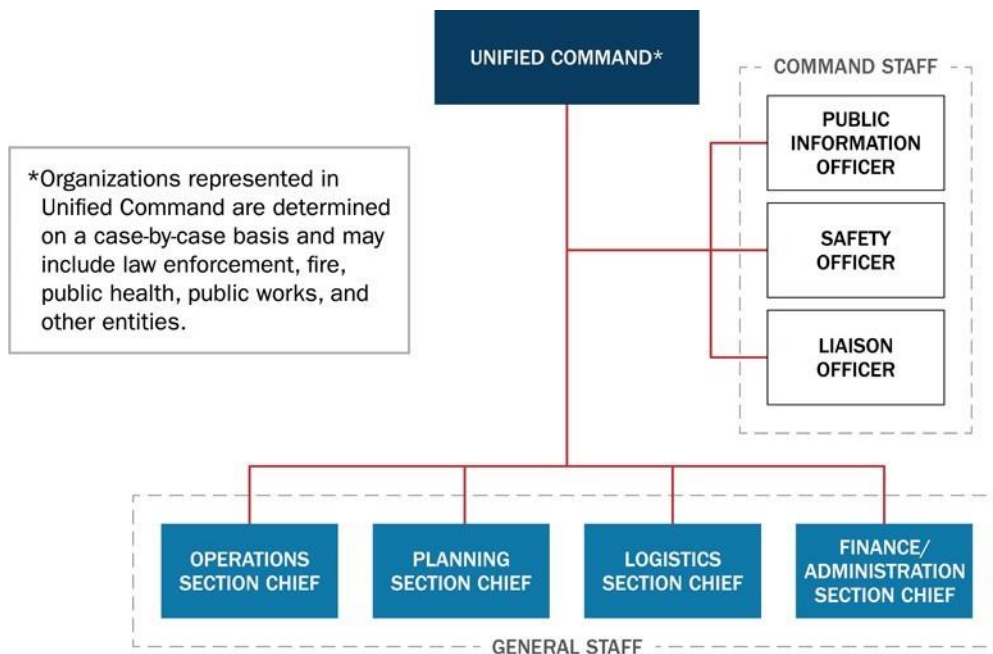 UNIFIED COMMAND*
COMMAND STAFF
PUBLIC
INFORMATION
OFFICER
SAFETY
OFFICER
LIAISON
OFFICER
*Organizations represented in
Unified Command are determined
on a case-by-case basis and may
include law enforcement, fire,
public health, public works, and
other entities.
OPERATIONS
SECTION CHIEF
PLANNING
SECTION CHIEF
LOGISTICS
SECTION CHIEF
FINANCE/
ADMINISTRATION
SECTION CHIEF
GENERAL STAFF